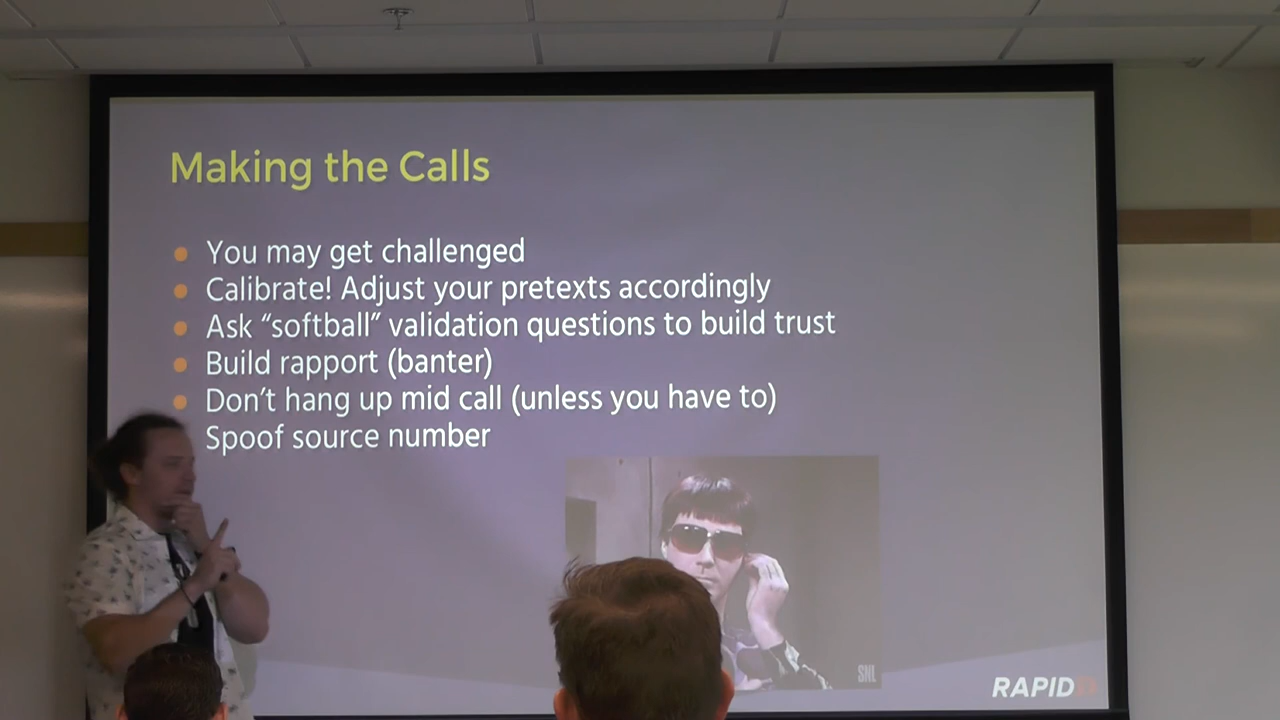 Making the Calls
You may get challenged
Calibrate! Adjust your pretexts accordingly
Ask “softball” validation questions to build trust
Build rapport (banter)
Don’t hang up mid call (unless you have to)
Spoof source number
SNL
RAPID